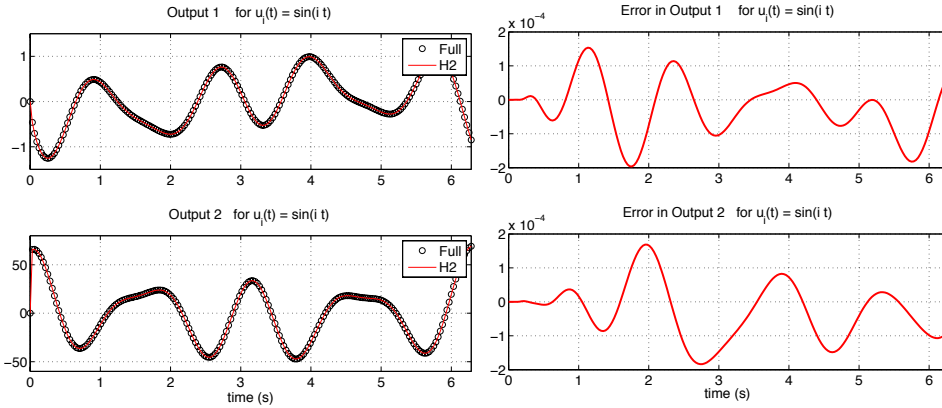 Output 1 for u_i(t) = sin(i t)
1
0
−1
0 1 2 3 4 5 6
Full
H2
Output 2 for u_i(t) = sin(i t)
50
0
−50
0 1 2 3 4 5 6
time (s)
Full
H2
Error in Output 1 for u_i(t) = sin(i t)
x 10^−4
2
1
0
−1
−2
0 1 2 3 4 5 6
Error in Output 2 for u_i(t) = sin(i t)
x 10^−4
2
1
0
−1
−2
0 1 2 3 4 5 6
time (s)